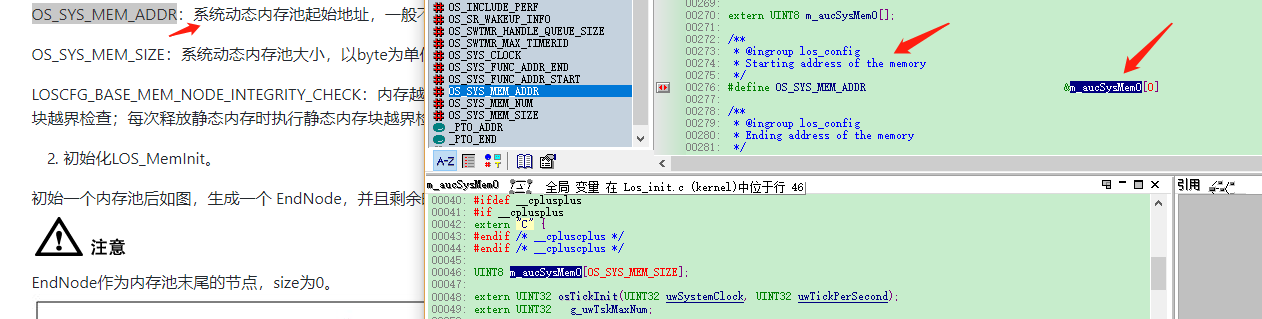 OS_SYS_MEM_ADDR：系统动态内存池起始地址，一般不
OS_SYS_MEM_SIZE：系统动态内存池大小，以byte为单
LOSCFG_BASE_MEM_NODE_INTEGRITY_CHECK：内存越
块越界检查；每次释放静态内存时执行静态内存块越界检
2. 初始化LOS_MemInit。
初始一个内存池后如图，生成一个 EndNode，并且剩余
注意
EndNode作为内存池末尾的节点，size为0。
OS_INCLUDE_PERF
OS_SR_WAKEUP_INFO
OS_SWTMR_HANDLE_QUEUE_SIZE
OS_SWTMR_MAX_TIMERID
OS_SYS_CLOCK
OS_SYS_FUNC_ADDR_END
OS_SYS_FUNC_ADDR_START
OS_SYS_MEM_ADDR
OS_SYS_MEM_NUM
OS_SYS_MEM_SIZE
_PTO_ADDR
_PTO_END
A-Z
00269:
00270: extern UINT8 m_aucSysMem0[];
00271:
00272: /**
00273: * @ingroup los_config
00274: * Starting address of the memory
00275: */
00276: #define OS_SYS_MEM_ADDR &m_aucSysMem0[0]
00277:
00278: /**
00279: * @ingroup los_config
00280: * Ending address of the memory
00281: */
m_aucSysMem0 全局 变量 在 Los_init.c (kernel)中位于行 46
引用
00040: #ifdef __cplusplus
00041: #if __cplusplus
00042: extern "C" {
00043: #endif /* __cpluscplus */
00044: #endif /* __cpluscplus */
00045:
00046: UINT8 m_aucSysMem0[OS_SYS_MEM_SIZE];
00047:
00048: extern UINT32 osTickInit(UINT32 uwSystemClock, UINT32 uwTickPerSecond);
00049: extern UINT32 g_uwTskMaxNum;